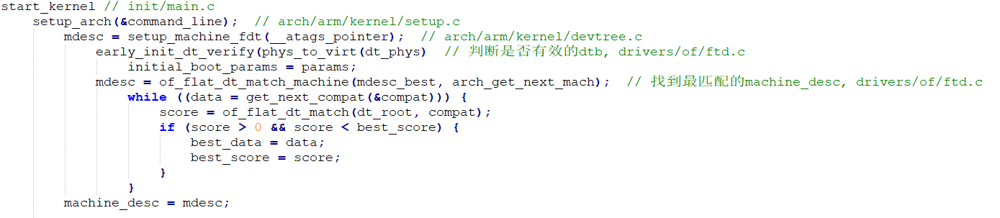 start_kernel // init/main.c
setup_arch(&command_line);  // arch/arm/kernel/setup.c
mdesc = setup_machine_fdt(__atags_pointer);  // arch/arm/kernel/devtree.c
early_init_dt_verify(phys_to_virt(dt_phys)  // 判断是否有效的dtb, drivers/of/ftd.c
initial_boot_params = params;
mdesc = of_flat_dt_match_machine(mdesc_best, arch_get_next_mach);  // 找到最匹配的machine_desc, drivers/of/ftd.c
while ((data = get_next_compat(&compat))) {
score = of_flat_dt_match(dt_root, compat);
if (score > 0 && score < best_score) {
best_data = data;
best_score = score;
}
}
machine_desc = mdesc;